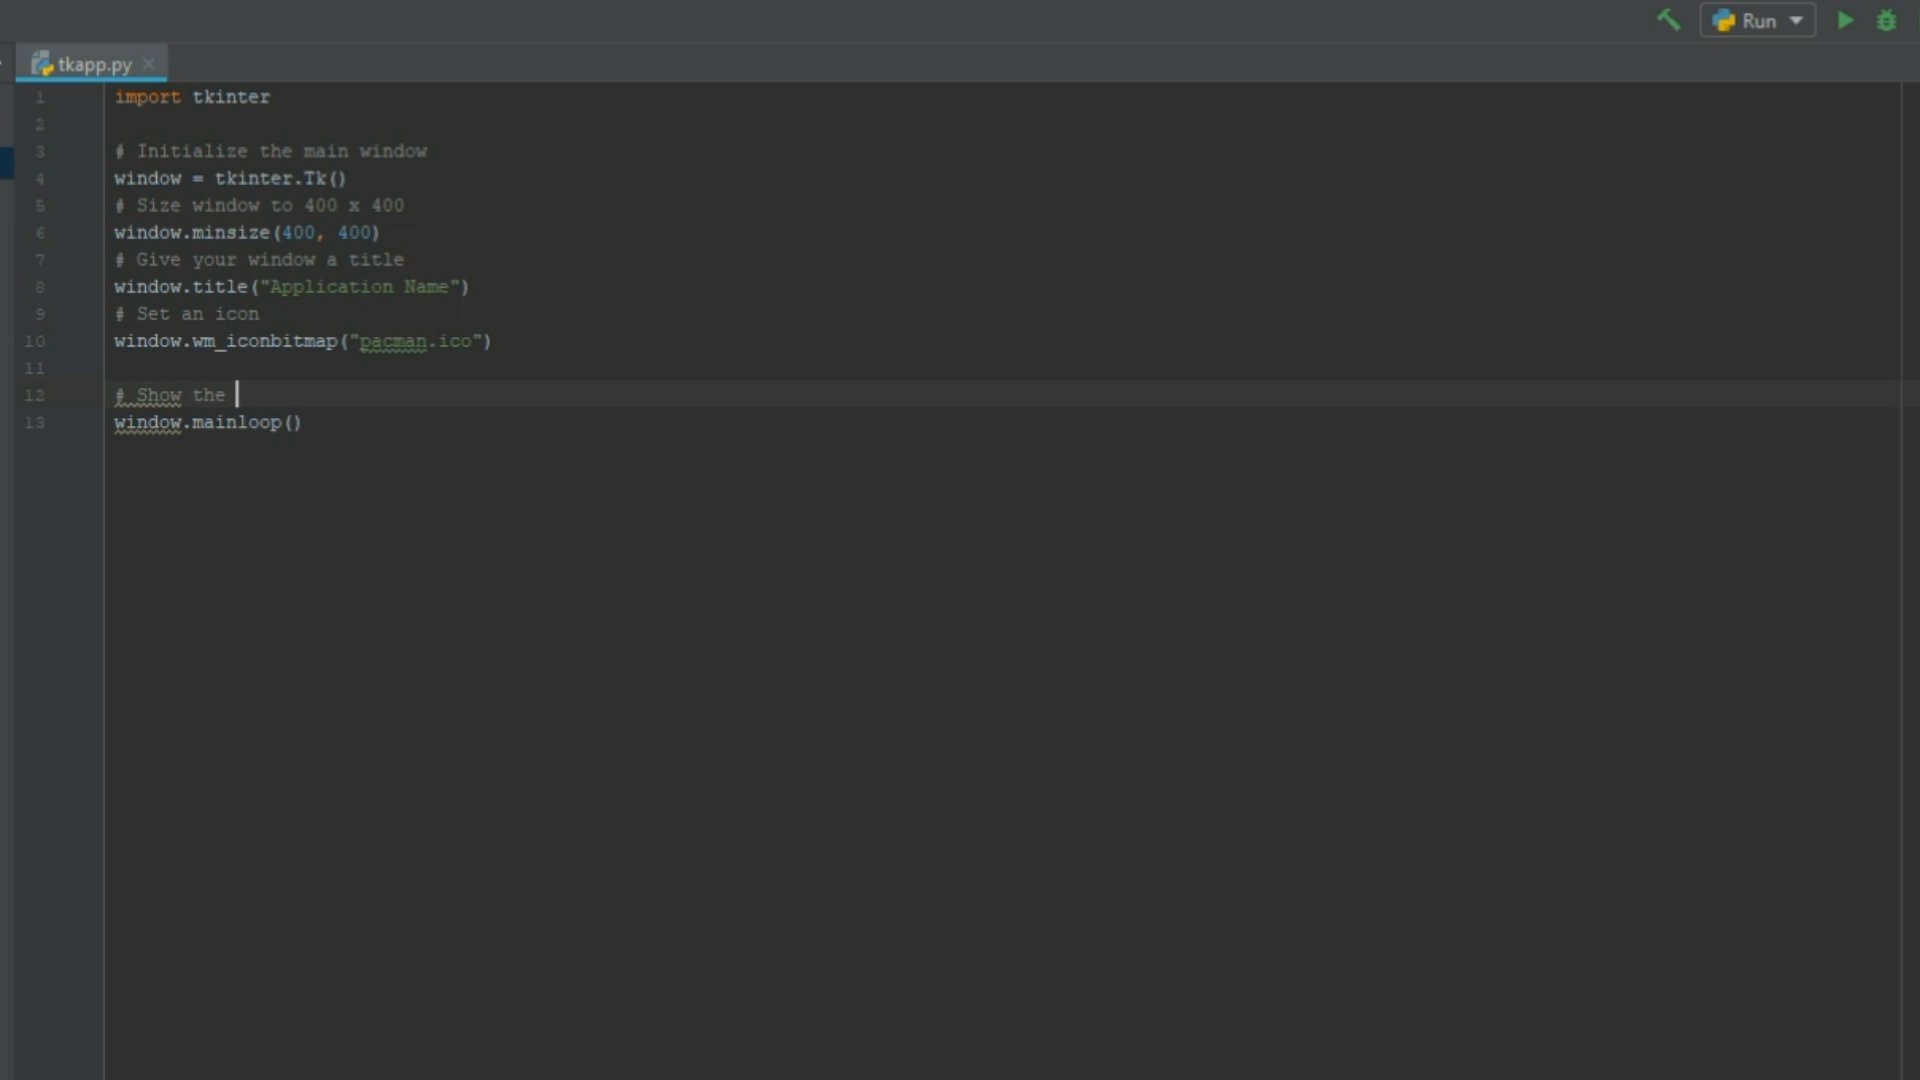 Run
tkapp.py
1 import tkinter
2
3 # Initialize the main window
4 window = tkinter.Tk()
5 # Size window to 400 x 400
6 window.minsize(400, 400)
7 # Give your window a title
8 window.title("Application Name")
9 # Set an icon
10 window.wm_iconbitmap("pacman.ico")
11
12 # Show the
13 window.mainloop()